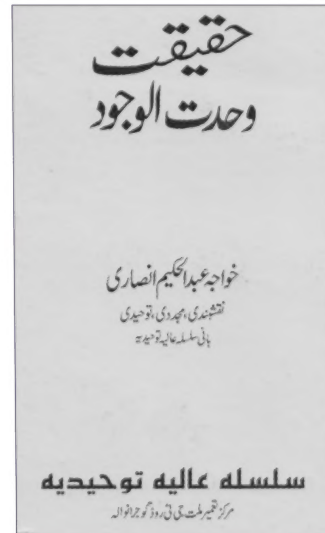 حقیقت
وحدت الوجود
خواجہ عبدالحکیم انصاری
نقشبندی، مجددی، توحیدی
بانی سلسلہ عالیہ توحیدیہ
سلسلہ عالیہ توحیدیہ
مرکز تعمیر ملت جی ٹی روڈ گوجرانوالہ